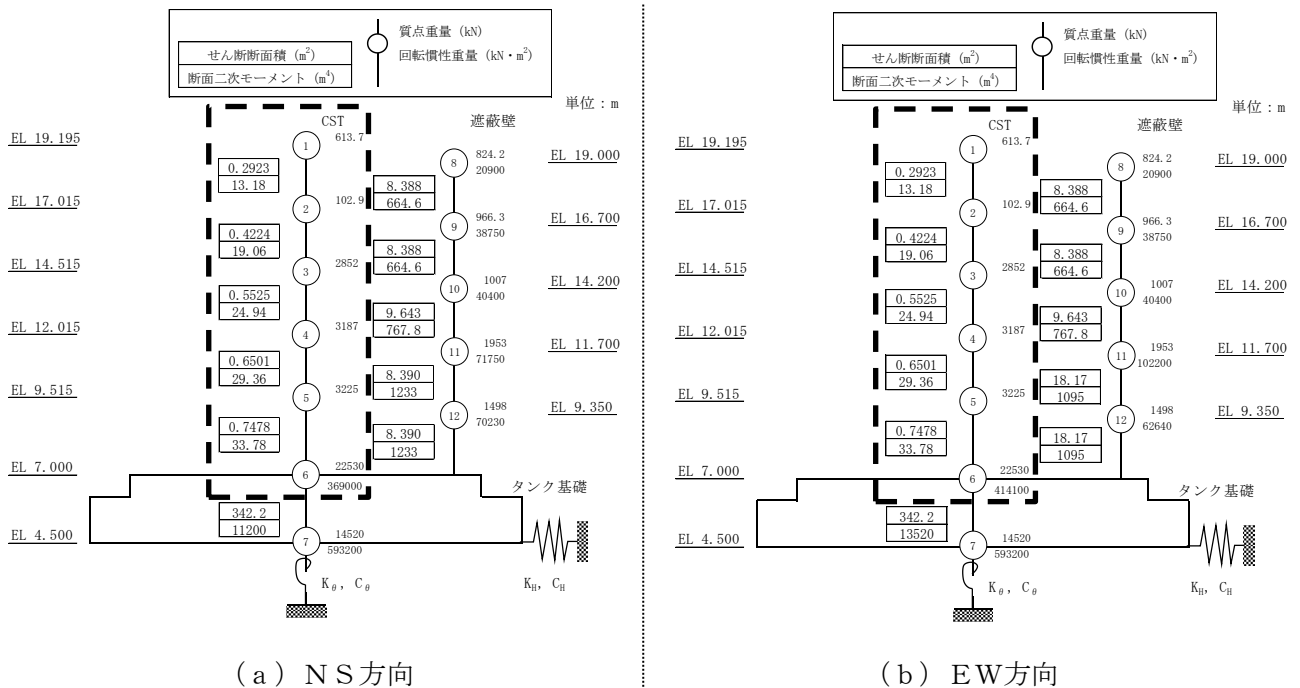 せん断断面積 (m²)
断面二次モーメント (m⁴)
質点重量 (kN)
回転慣性重量 (kN・m²)
単位：m
CST
遮蔽壁
EL 19.195
EL 17.015
EL 14.515
EL 12.015
EL 9.515
EL 7.000
EL 4.500
0.2923
13.18
0.4224
19.06
0.5525
24.94
0.6501
29.36
0.7478
33.78
342.2
11200
1
613.7
2
102.9
3
2852
4
3187
5
3225
6
22530
369000
7
14520
593200
8.388
664.6
8.388
664.6
9.643
767.8
8.390
1233
8.390
1233
8
824.2
20900
9
966.3
38750
10
1007
40400
11
1953
71750
12
1498
70230
EL 19.000
EL 16.700
EL 14.200
EL 11.700
EL 9.350
タンク基礎
Kθ, Cθ
KH, CH
(a) ＮＳ方向
せん断断面積 (m²)
断面二次モーメント (m⁴)
質点重量 (kN)
回転慣性重量 (kN・m²)
単位：m
CST
遮蔽壁
EL 19.195
EL 17.015
EL 14.515
EL 12.015
EL 9.515
EL 7.000
EL 4.500
0.2923
13.18
0.4224
19.06
0.5525
24.94
0.6501
29.36
0.7478
33.78
342.2
13520
1
613.7
2
102.9
3
2852
4
3187
5
3225
6
22530
414100
7
14520
593200
8.388
664.6
8.388
664.6
9.643
767.8
18.17
1095
18.17
1095
8
824.2
20900
9
966.3
38750
10
1007
40400
11
1953
102200
12
1498
62640
EL 19.000
EL 16.700
EL 14.200
EL 11.700
EL 9.350
タンク基礎
Kθ, Cθ
KH, CH
(b) ＥＷ方向